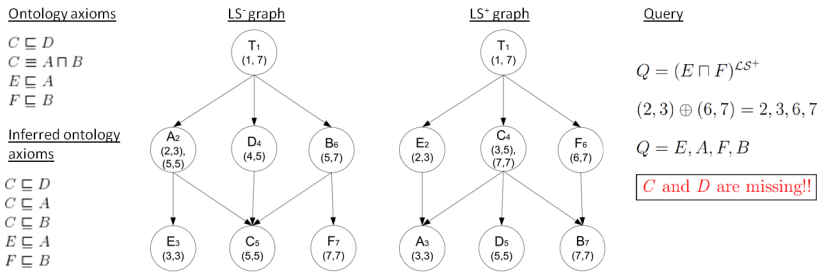 Ontology axioms
C ⊑ D
C ≡ A ⊓ B
E ⊑ A
F ⊑ B
Inferred ontology
axioms
C ⊑ D
C ⊑ A
C ⊑ B
E ⊑ A
F ⊑ B
LS⁻ graph
T₁
(1, 7)
A₂
(2,3),
(5,5)
D₄
(4,5)
B₆
(5,7)
E₃
(3,3)
C₅
(5,5)
F₇
(7,7)
LS⁺ graph
T₁
(1, 7)
E₂
(2,3)
C₄
(3,5),
(7,7)
F₆
(6,7)
A₃
(3,3)
D₅
(5,5)
B₇
(7,7)
Query
Q = (E ⊓ F)^{ℒ𝒮⁺}
(2, 3) ⊕ (6, 7) = 2, 3, 6, 7
Q = E, A, F, B
C and D are missing!!